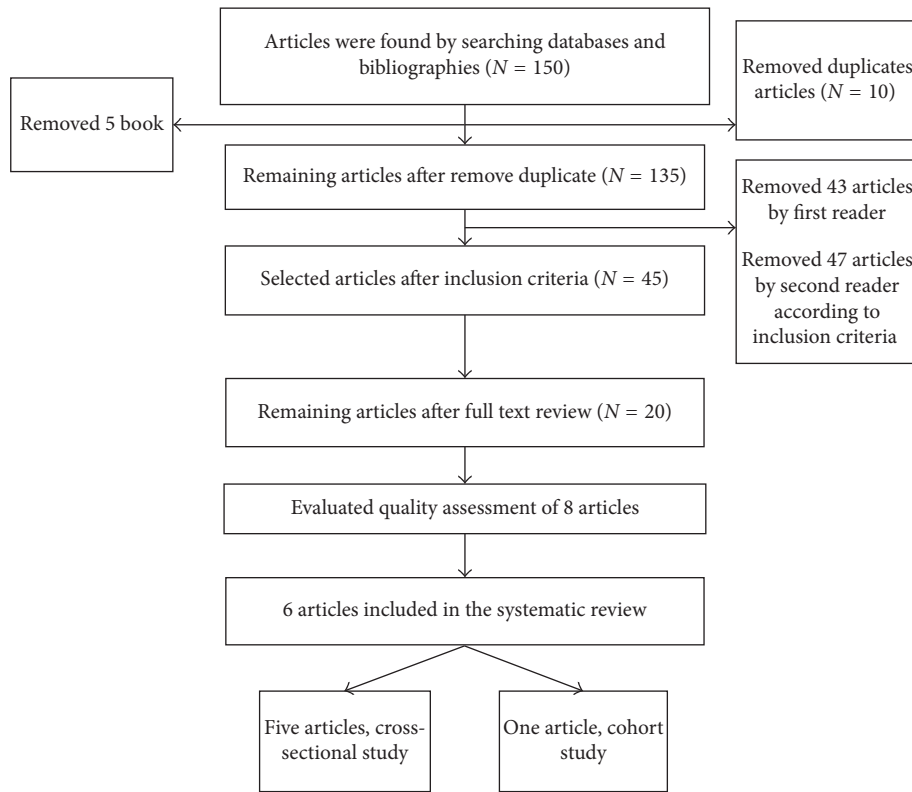 Articles were found by searching databases and
bibliographies (N = 150)
Removed duplicates
articles (N = 10)
Removed 5 book
Remaining articles after remove duplicate (N = 135)
Removed 43 articles
by first reader
Removed 47 articles
by second reader
according to
inclusion criteria
Selected articles after inclusion criteria (N = 45)
Remaining articles after full text review (N = 20)
Evaluated quality assessment of 8 articles
6 articles included in the systematic review
Five articles, cross-
sectional study
One article, cohort
study